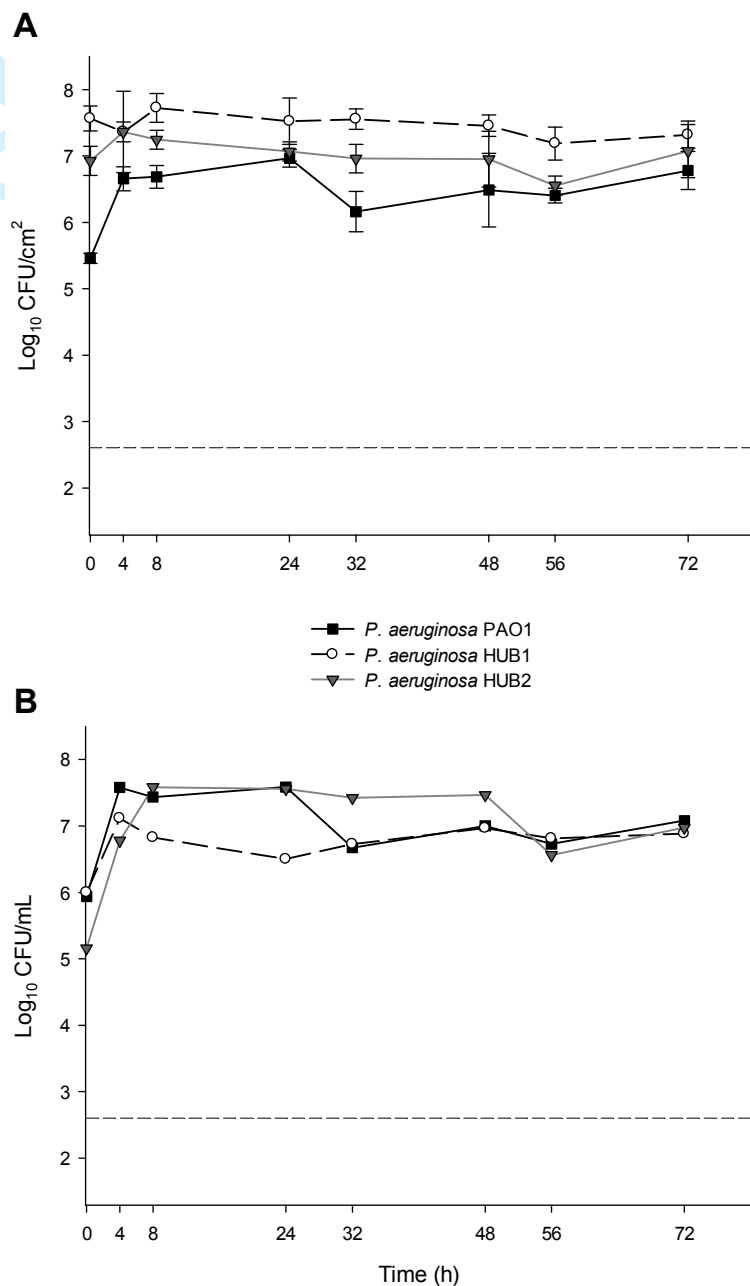 A
8
7
6
5
4
3
2
Log₁₀ CFU/cm²
0 4 8 24 32 48 56 72
P. aeruginosa PAO1
P. aeruginosa HUB1
P. aeruginosa HUB2
B
8
7
6
5
4
3
2
Log₁₀ CFU/mL
0 4 8 24 32 48 56 72
Time (h)